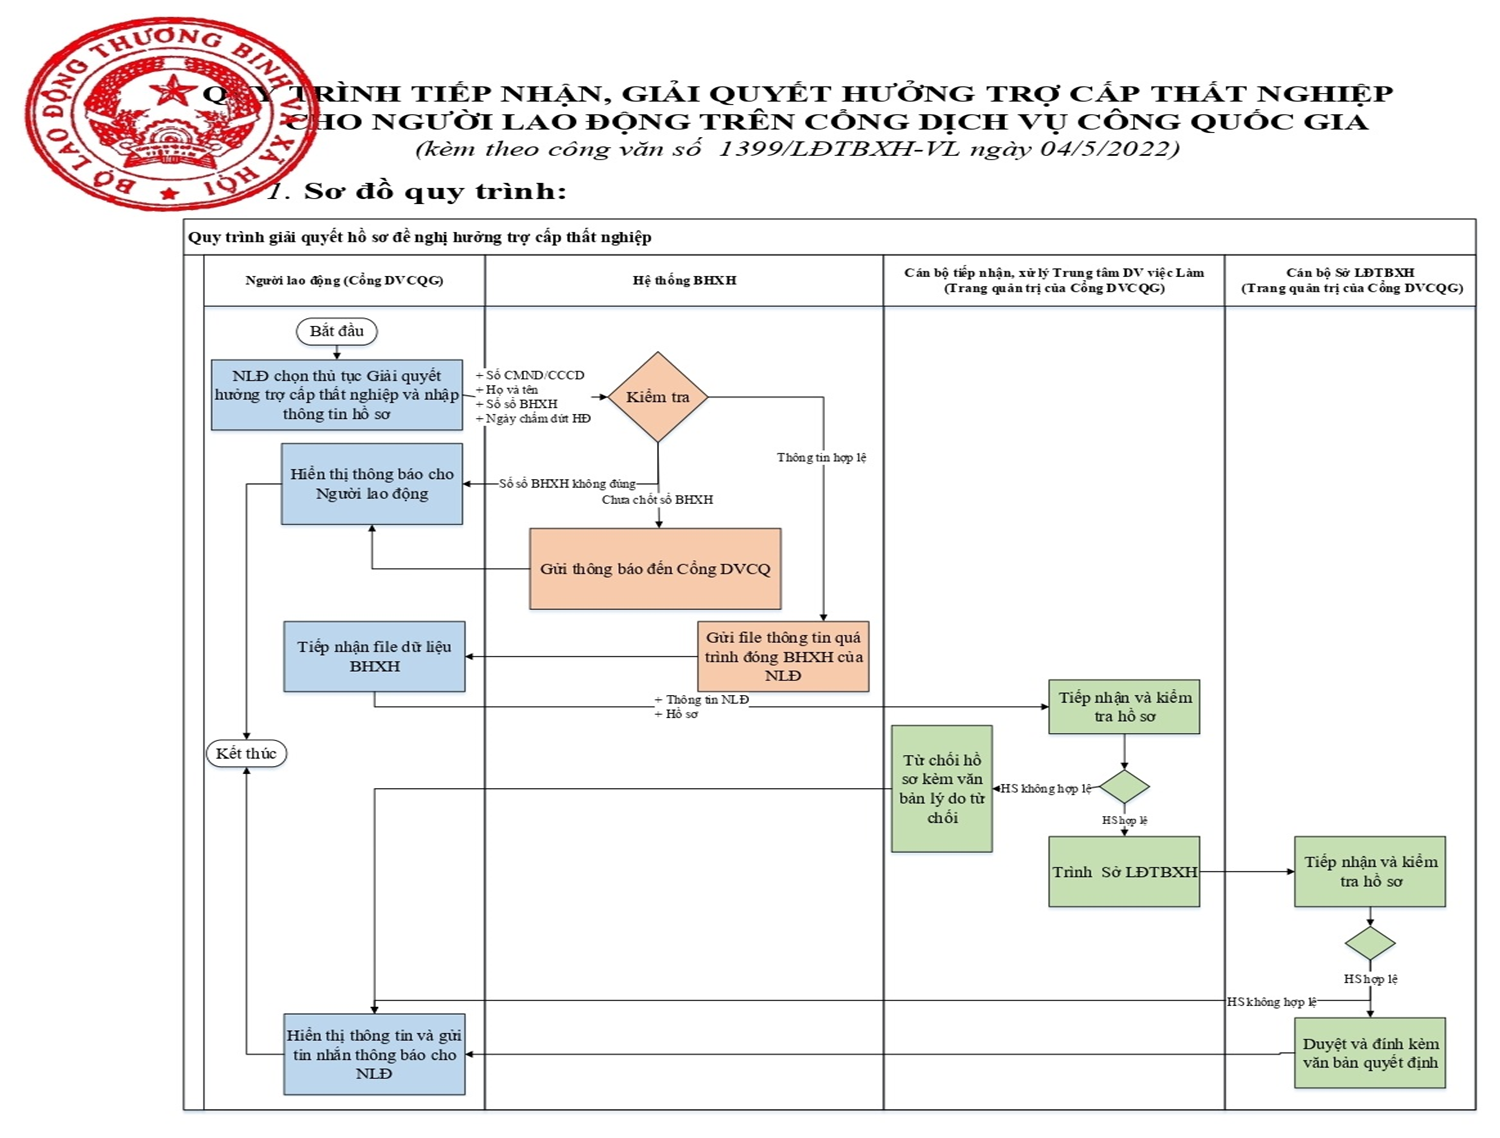 BỘ LAO ĐỘNG THƯƠNG BINH VÀ XÃ HỘI
QUY TRÌNH TIẾP NHẬN, GIẢI QUYẾT HƯỞNG TRỢ CẤP THẤT NGHIỆP
CHO NGƯỜI LAO ĐỘNG TRÊN CỔNG DỊCH VỤ CÔNG QUỐC GIA
(kèm theo công văn số 1399/LĐTBXH-VL ngày 04/5/2022)
1. Sơ đồ quy trình:
Quy trình giải quyết hồ sơ đề nghị hưởng trợ cấp thất nghiệp
Người lao động (Cổng DVCQG)
Hệ thống BHXH
Cán bộ tiếp nhận, xử lý Trung tâm DV việc Làm
(Trang quản trị của Cổng DVCQG)
Cán bộ Sở LĐTBXH
(Trang quản trị của Cổng DVCQG)
Bắt đầu
NLĐ chọn thủ tục Giải quyết
hưởng trợ cấp thất nghiệp và nhập
thông tin hồ sơ
+ Số CMND/CCCD
+ Họ và tên
+ Số sổ BHXH
+ Ngày chấm dứt HĐ
Kiểm tra
Thông tin hợp lệ
Hiển thị thông báo cho
Người lao động
Số sổ BHXH không đúng
Chưa chốt sổ BHXH
Gửi thông báo đến Cổng DVCQ
Tiếp nhận file dữ liệu
BHXH
Gửi file thông tin quá
trình đóng BHXH của
NLĐ
+ Thông tin NLĐ
+ Hồ sơ
Tiếp nhận và kiểm
tra hồ sơ
Kết thúc
Từ chối hồ
sơ kèm văn
bản lý do từ
chối
HS không hợp lệ
HS hợp lệ
Trình Sở LĐTBXH
Tiếp nhận và kiểm
tra hồ sơ
HS hợp lệ
HS không hợp lệ
Hiển thị thông tin và gửi
tin nhắn thông báo cho
NLĐ
Duyệt và đính kèm
văn bản quyết định